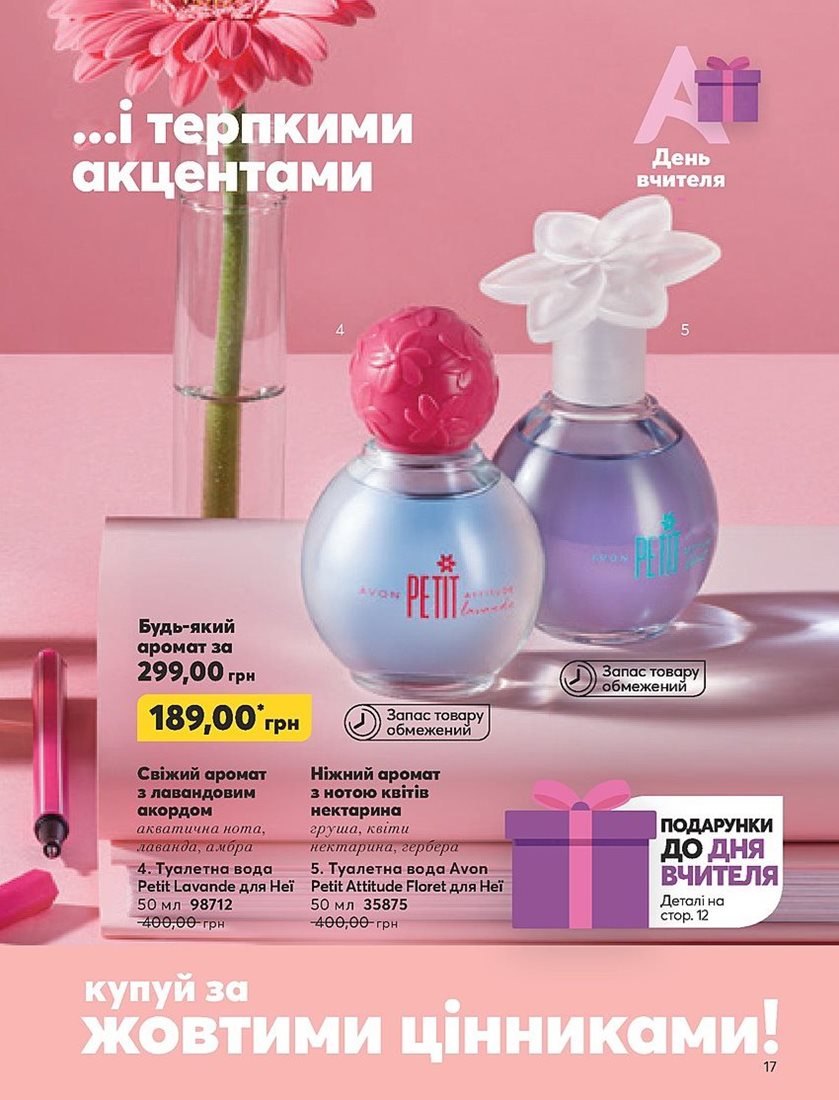 ...і терпкими
акцентами
День
вчителя
4
5
AVON PETIT ATTITUDE
lavande
AVON PETIT
Будь-який
аромат за
299,00 грн
189,00* грн
Запас товару
обмежений
Запас товару
обмежений
Свіжий аромат
з лавандовим
акордом
акватична нота,
лаванда, амбра
4. Туалетна вода
Petit Lavande для Неї
50 мл 98712
400,00 грн
Ніжний аромат
з нотою квітів
нектарина
груша, квіти
нектарина, гербера
5. Туалетна вода Avon
Petit Attitude Floret для Неї
50 мл 35875
400,00 грн
ПОДАРУНКИ
ДО ДНЯ
ВЧИТЕЛЯ
Деталі на
стор. 12
купуй за
ЖОВТИМИ ЦІННИКАМИ!
17